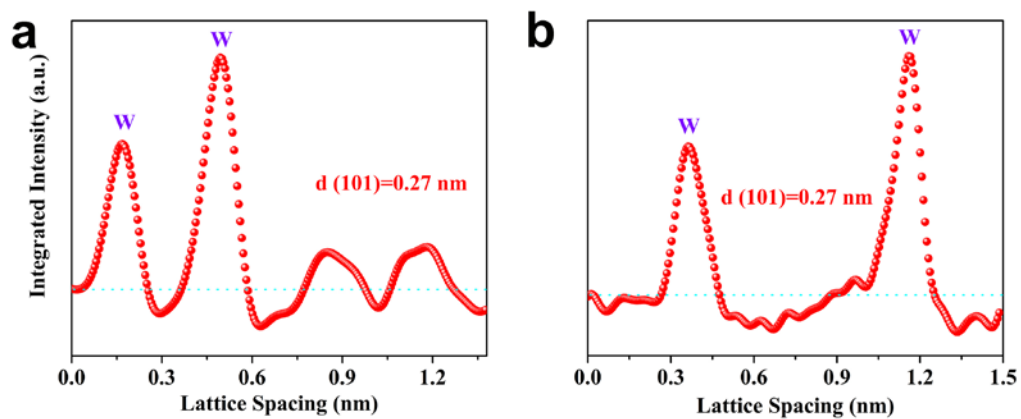 a
W
W
d (101)=0.27 nm
Integrated Intensity (a.u.)
0.0 0.3 0.6 0.9 1.2
Lattice Spacing (nm)
b
W
W
d (101)=0.27 nm
0.0 0.3 0.6 0.9 1.2 1.5
Lattice Spacing (nm)